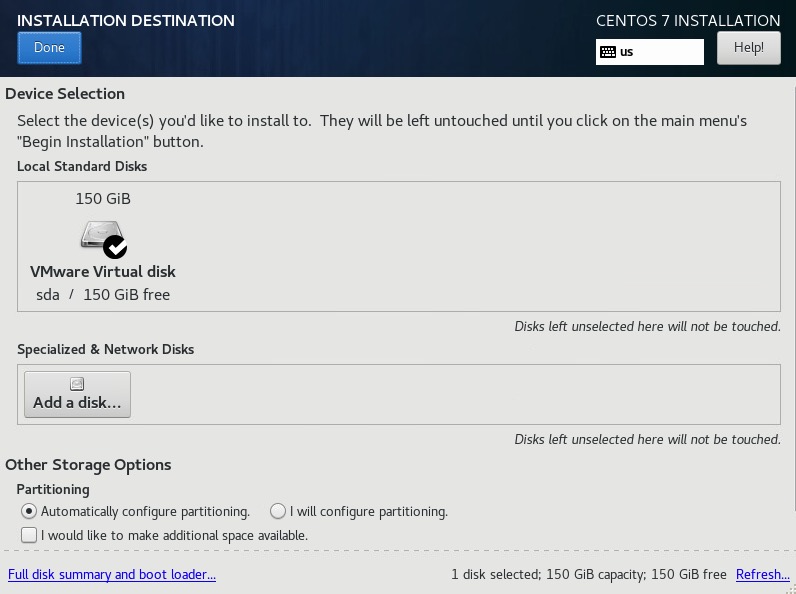 INSTALLATION DESTINATION
CENTOS 7 INSTALLATION
Done
us
Help!
Device Selection
Select the device(s) you'd like to install to.  They will be left untouched until you click on the main menu's
"Begin Installation" button.
Local Standard Disks
150 GiB
VMware Virtual disk
sda / 150 GiB free
Disks left unselected here will not be touched.
Specialized & Network Disks
Add a disk...
Disks left unselected here will not be touched.
Other Storage Options
Partitioning
Automatically configure partitioning. I will configure partitioning.
I would like to make additional space available.
Full disk summary and boot loader... 1 disk selected; 150 GiB capacity; 150 GiB free Refresh...